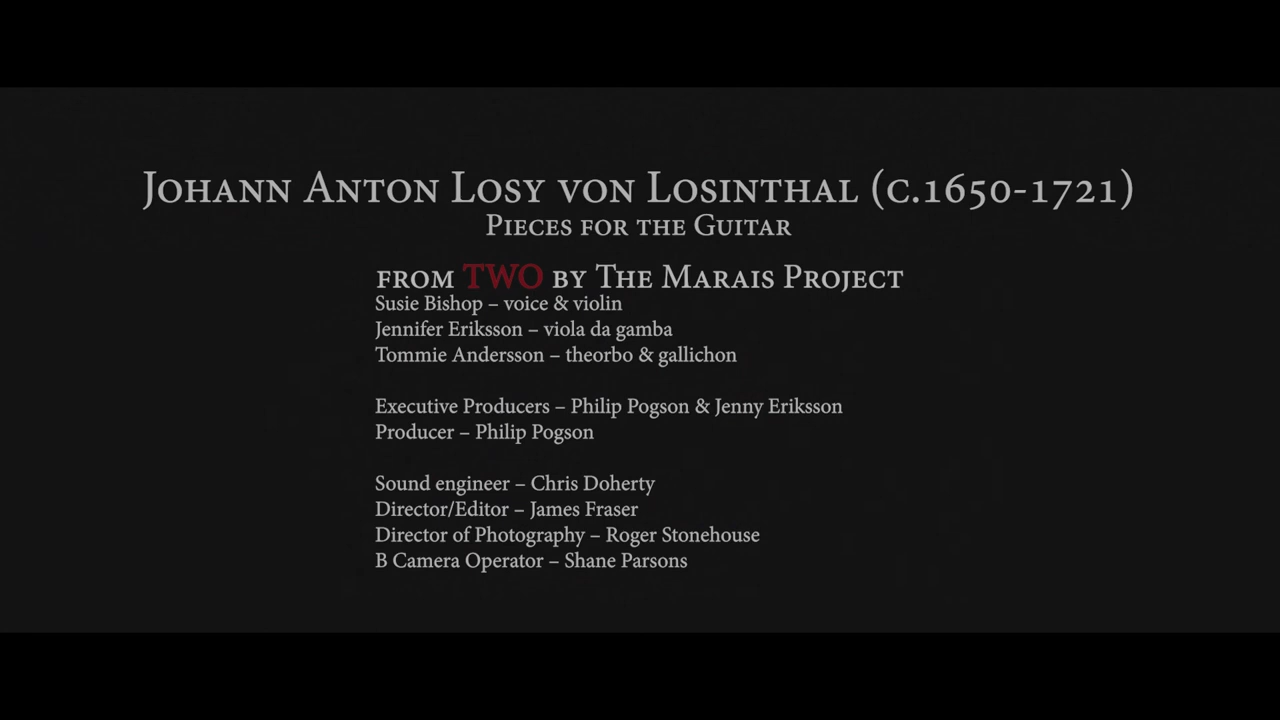 Johann Anton Losy von Losinthal (c.1650-1721)
Pieces for the Guitar
from TWO by The Marais Project
Susie Bishop – voice & violin
Jennifer Eriksson – viola da gamba
Tommie Andersson – theorbo & gallichon
Executive Producers – Philip Pogson & Jenny Eriksson
Producer – Philip Pogson
Sound engineer – Chris Doherty
Director/Editor – James Fraser
Director of Photography – Roger Stonehouse
B Camera Operator – Shane Parsons